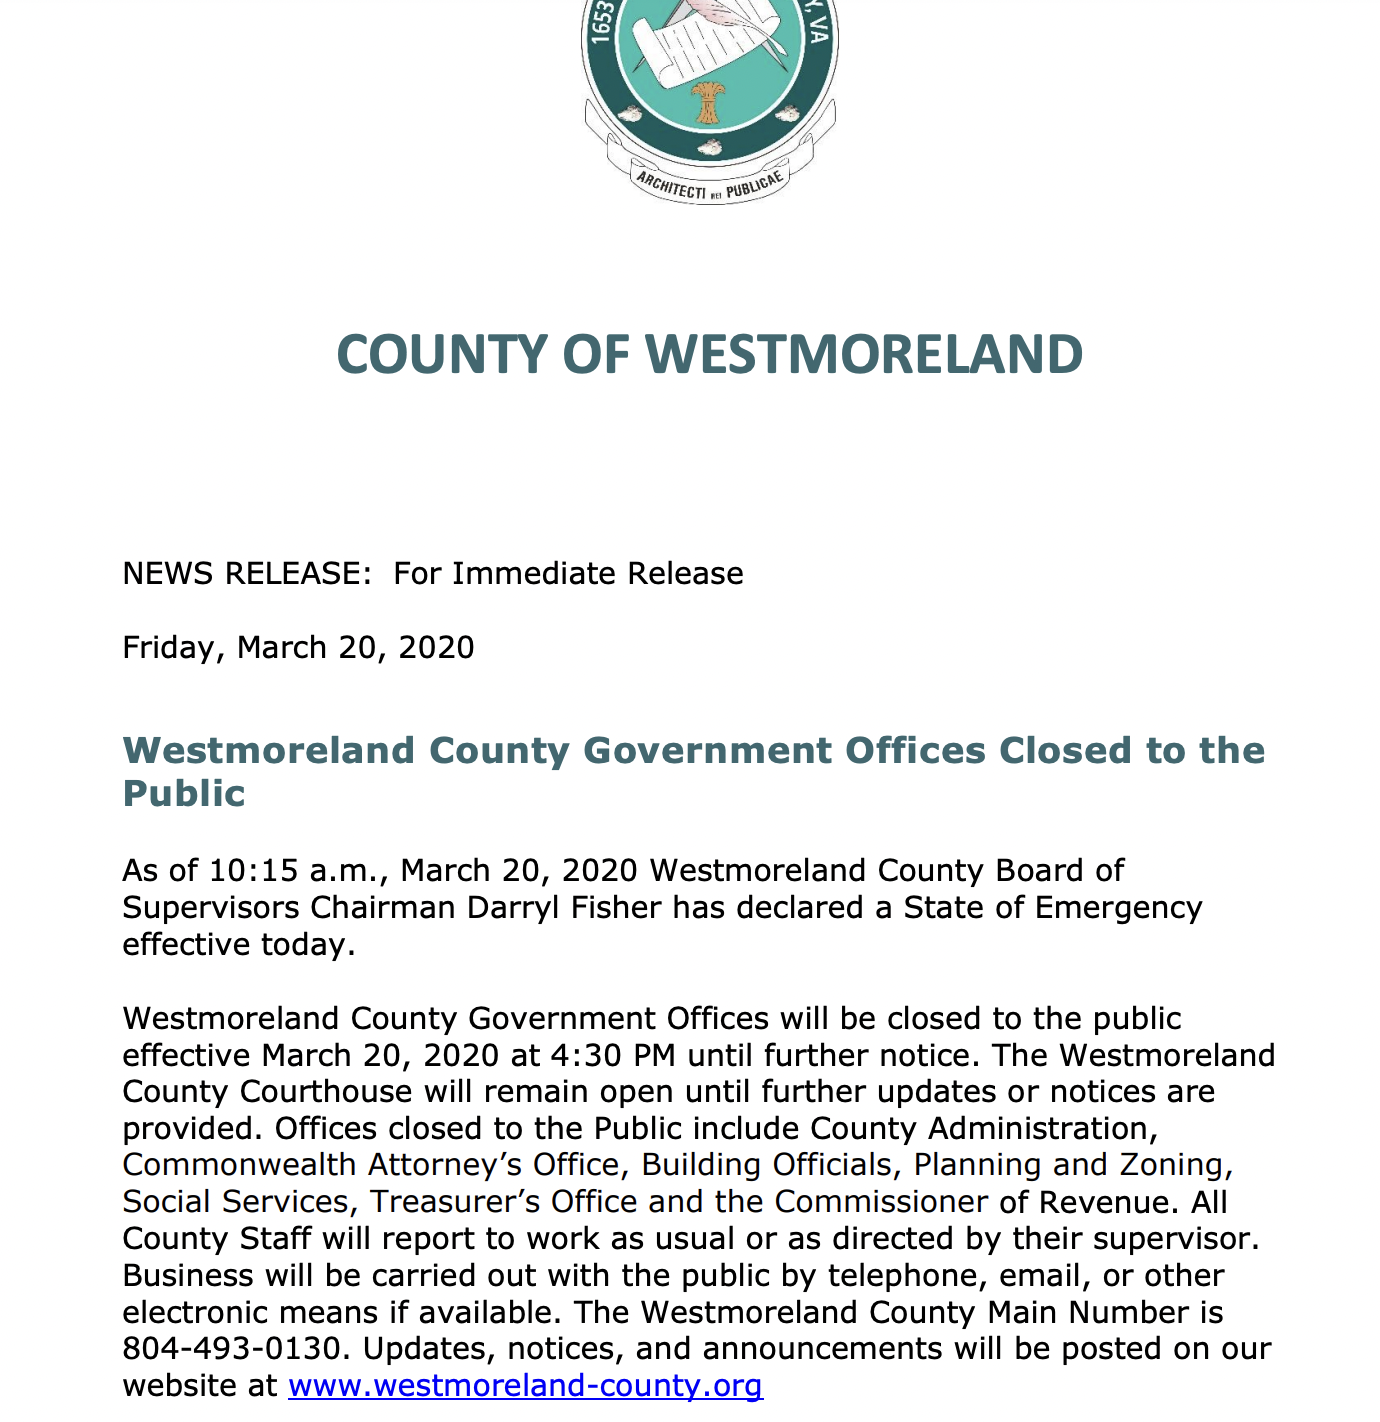 1653
Y, VA
ARCHITECTI REI PUBLICAE
COUNTY OF WESTMORELAND
NEWS RELEASE:  For Immediate Release
Friday, March 20, 2020
Westmoreland County Government Offices Closed to the
Public
As of 10:15 a.m., March 20, 2020 Westmoreland County Board of
Supervisors Chairman Darryl Fisher has declared a State of Emergency
effective today.
Westmoreland County Government Offices will be closed to the public
effective March 20, 2020 at 4:30 PM until further notice. The Westmoreland
County Courthouse will remain open until further updates or notices are
provided. Offices closed to the Public include County Administration,
Commonwealth Attorney’s Office, Building Officials, Planning and Zoning,
Social Services, Treasurer’s Office and the Commissioner of Revenue. All
County Staff will report to work as usual or as directed by their supervisor.
Business will be carried out with the public by telephone, email, or other
electronic means if available. The Westmoreland County Main Number is
804-493-0130. Updates, notices, and announcements will be posted on our
website at www.westmoreland-county.org